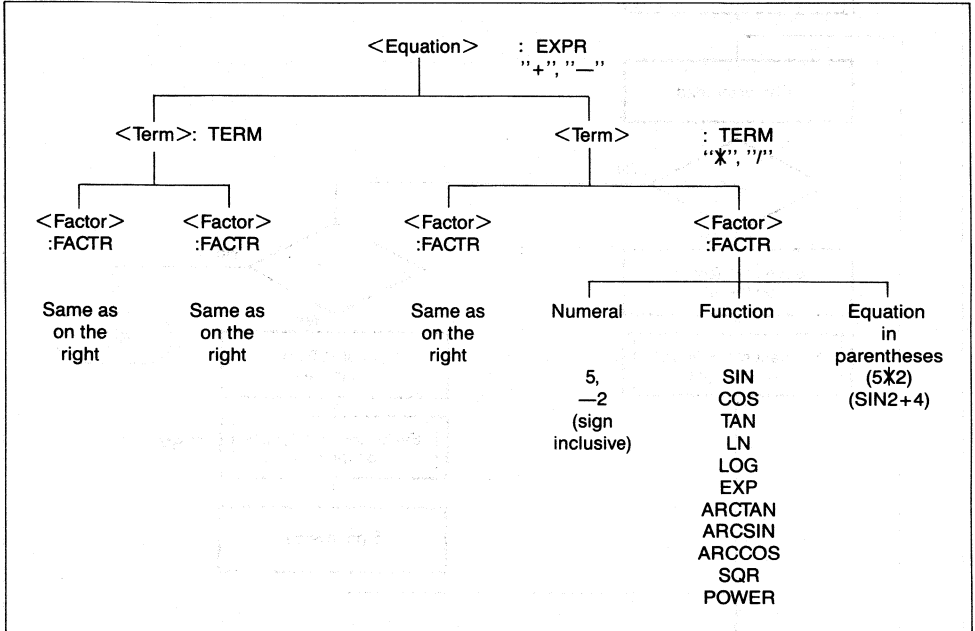 <Equation> : EXPR
''+'', ''—''
<Term>: TERM
<Term> : TERM
''*'', ''/''
<Factor> <Factor> <Factor> <Factor>
:FACTR :FACTR :FACTR :FACTR
Same as
on the
right
Same as
on the
right
Same as
on the
right
Numeral
5,
—2
(sign
inclusive)
Function
SIN
COS
TAN
LN
LOG
EXP
ARCTAN
ARCSIN
ARCCOS
SQR
POWER
Equation
in
parentheses
(5*2)
(SIN2+4)